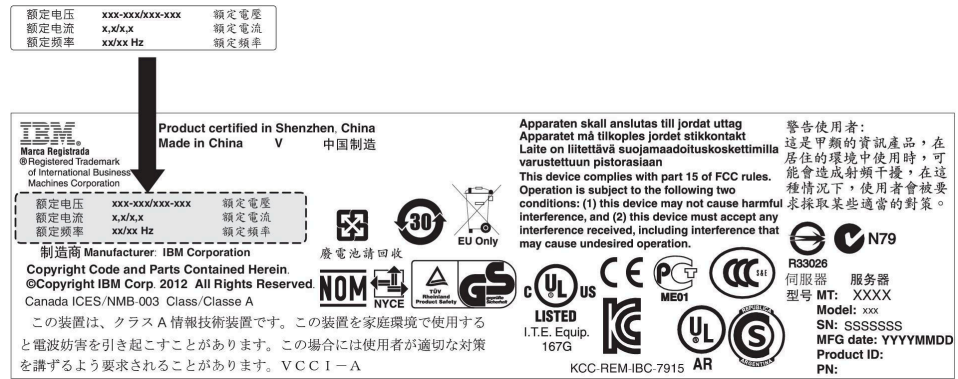 额定电压 xxx-xxx/xxx-xxx 額定電壓
额定电流 x,x/x,x 額定電流
额定频率 xx/xx Hz 額定頻率
IBM
Marca Registrada
® Registered Trademark
of International Business
Machines Corporation
Product certified in Shenzhen, China
Made in China V 中国制造
额定电压 xxx-xxx/xxx-xxx 額定電壓
额定电流 x,x/x,x 額定電流
额定频率 xx/xx Hz 額定頻率
制造商 Manufacturer: IBM Corporation
Copyright Code and Parts Contained Herein.
©Copyright IBM Corp. 2012 All Rights Reserved.
Canada ICES/NMB-003 Class/Classe A
この装置は、クラスA情報技術装置です。この装置を家庭環境で使用する
と電波妨害を引き起こすことがあります。この場合には使用者が適切な対策
を講ずるよう要求されることがあります。VCCI-A
廢電池請回收
30
EU Only
NOM
NYCE
TÜV
Rheinland
Product Safety
GS
geprüfte
Sicherheit
Apparaten skall anslutas till jordat uttag
Apparatet må tilkoples jordet stikkontakt
Laite on liitettävä suojamaadoituskoskettimilla
varustettuun pistorasiaan
This device complies with part 15 of FCC rules.
Operation is subject to the following two
conditions: (1) this device may not cause harmful
interference, and (2) this device must accept any
interference received, including interference that
may cause undesired operation.
C UL US
LISTED
I.T.E. Equip.
167G
CE
KC
KCC-REM-IBC-7915
PCT
ME01
UL
AR
CCC S&E
REPUBLICA
S
ARGENTINA
警告使用者:
這是甲類的資訊產品，在
居住的環境中使用時，可
能會造成射頻干擾，在這
種情況下，使用者會被要
求採取某些適當的對策。
R33026
N79
伺服器 服务器
型号 MT: XXXX
Model: xxx
SN: SSSSSSS
MFG date: YYYYMMDD
Product ID:
PN: